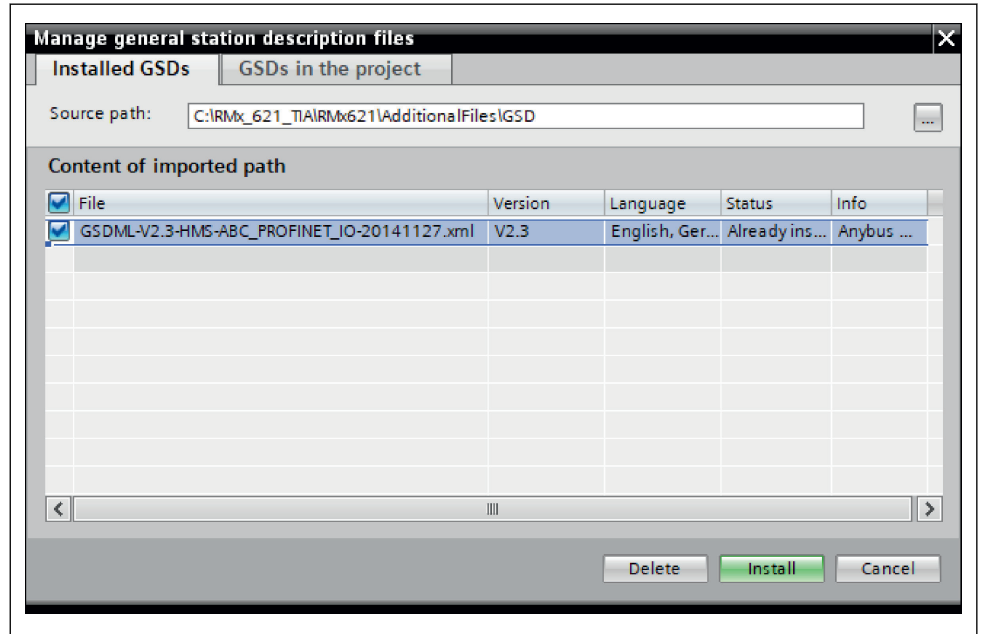 Manage general station description files
Installed GSDs GSDs in the project
Source path: C:\RMx_621_TIA\RMx621\AdditionalFiles\GSD ...
Content of imported path
File Version Language Status Info
GSDML-V2.3-HMS-ABC_PROFINET_IO-20141127.xml V2.3 English, Ger... Already ins... Anybus ...
Delete Install Cancel